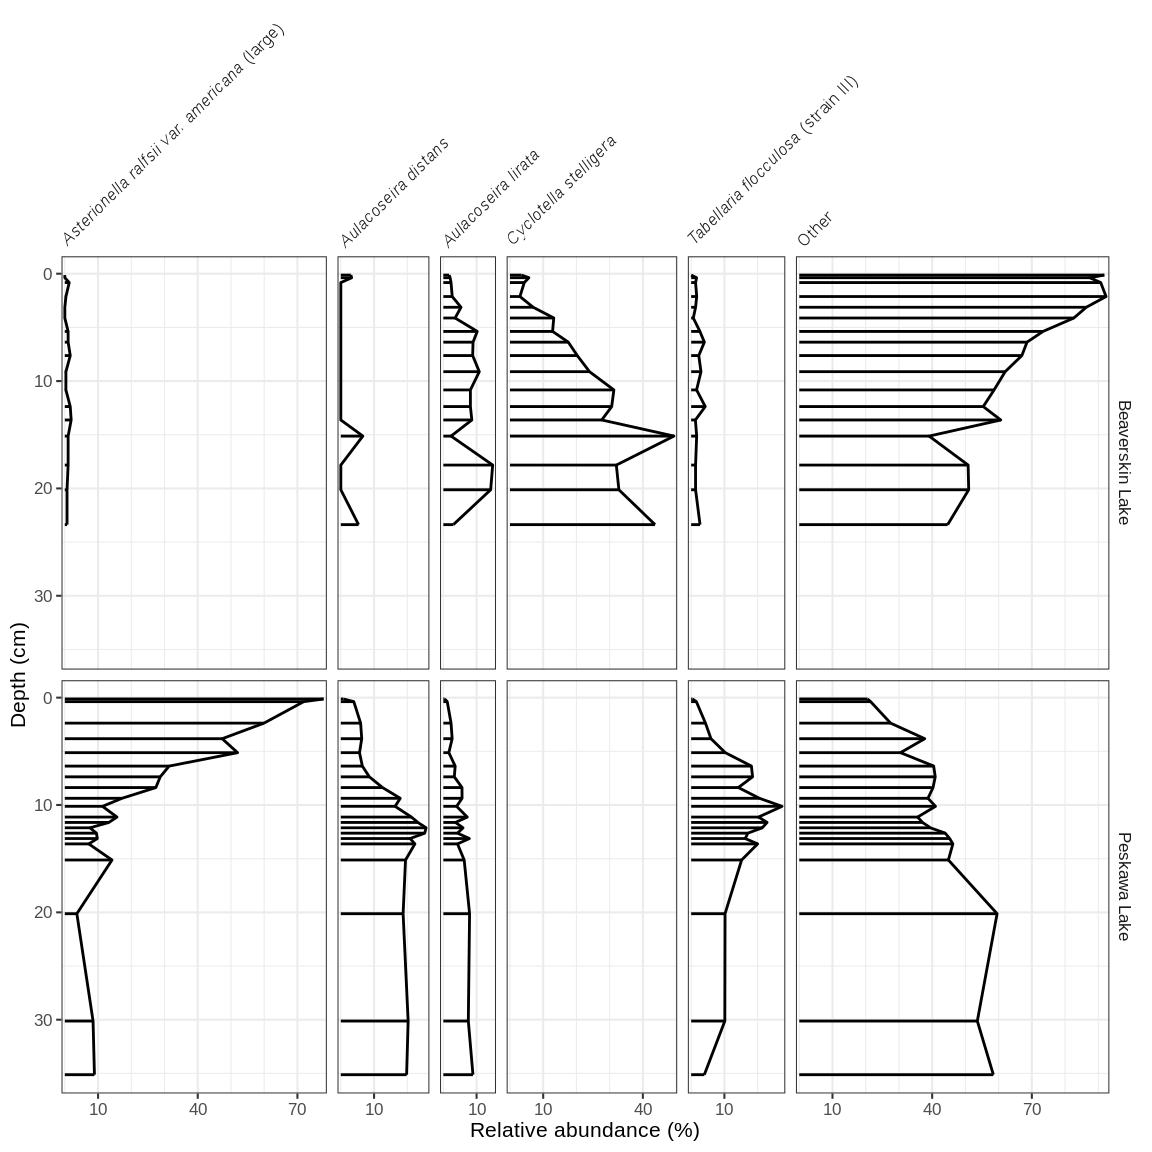 Asterionella ralfsii var. americana (large)
Aulacoseira distans
Aulacoseira lirata
Cyclotella stelligera
Tabellaria flocculosa (strain III)
Other
0
10
20
30
Beaverskin Lake
0
10
20
30
Peskawa Lake
Depth (cm)
10 40 70 10 10 10 40 10 10 40 70
Relative abundance (%)